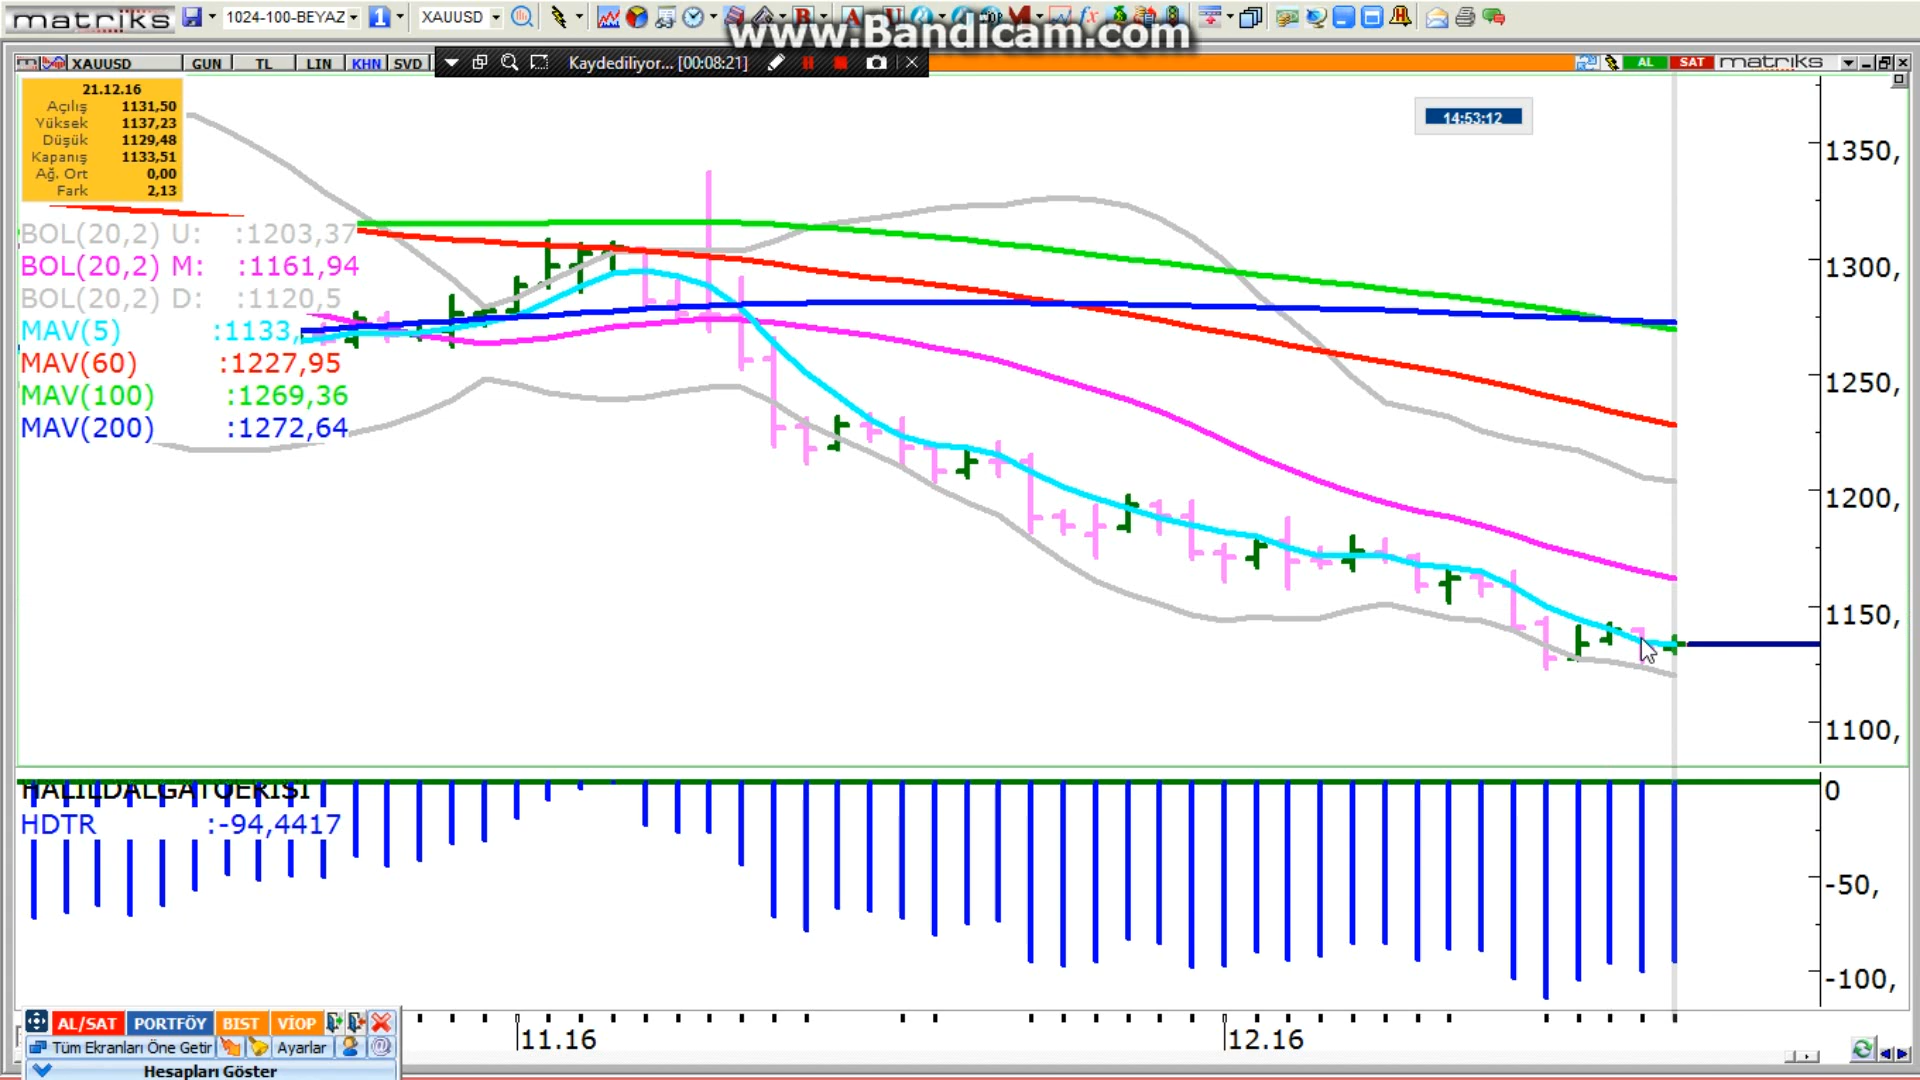 matriks 1024-100-BEYAZ 1 XAUUSD
www.Bandicam.com
XAUUSD GUN TL LIN KHN SVD
Kaydediliyor... [00:08:21]
AL SAT matriks
21.12.16
Açılış 1131,50
Yüksek 1137,23
Düşük 1129,48
Kapanış 1133,51
Ağ. Ort 0,00
Fark 2,13
14:53:12
BOL(20,2) U: :1203,37
BOL(20,2) M: :1161,94
BOL(20,2) D: :1120,5
MAV(5) :1133,
MAV(60) :1227,95
MAV(100) :1269,36
MAV(200) :1272,64
1350,
1300,
1250,
1200,
1150,
1100,
HALILDALGATOERISI
HDTR :-94,4417
0
-50,
-100,
11.16 12.16
AL/SAT PORTFÖY BIST VİOP
Tüm Ekranları Öne Getir Ayarlar
Hesapları Göster